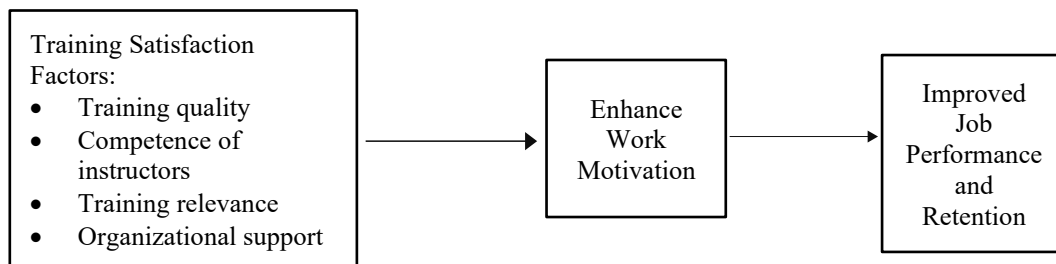 Training Satisfaction
Factors:
• Training quality
• Competence of
instructors
• Training relevance
• Organizational support
Enhance
Work
Motivation
Improved
Job
Performance
and
Retention